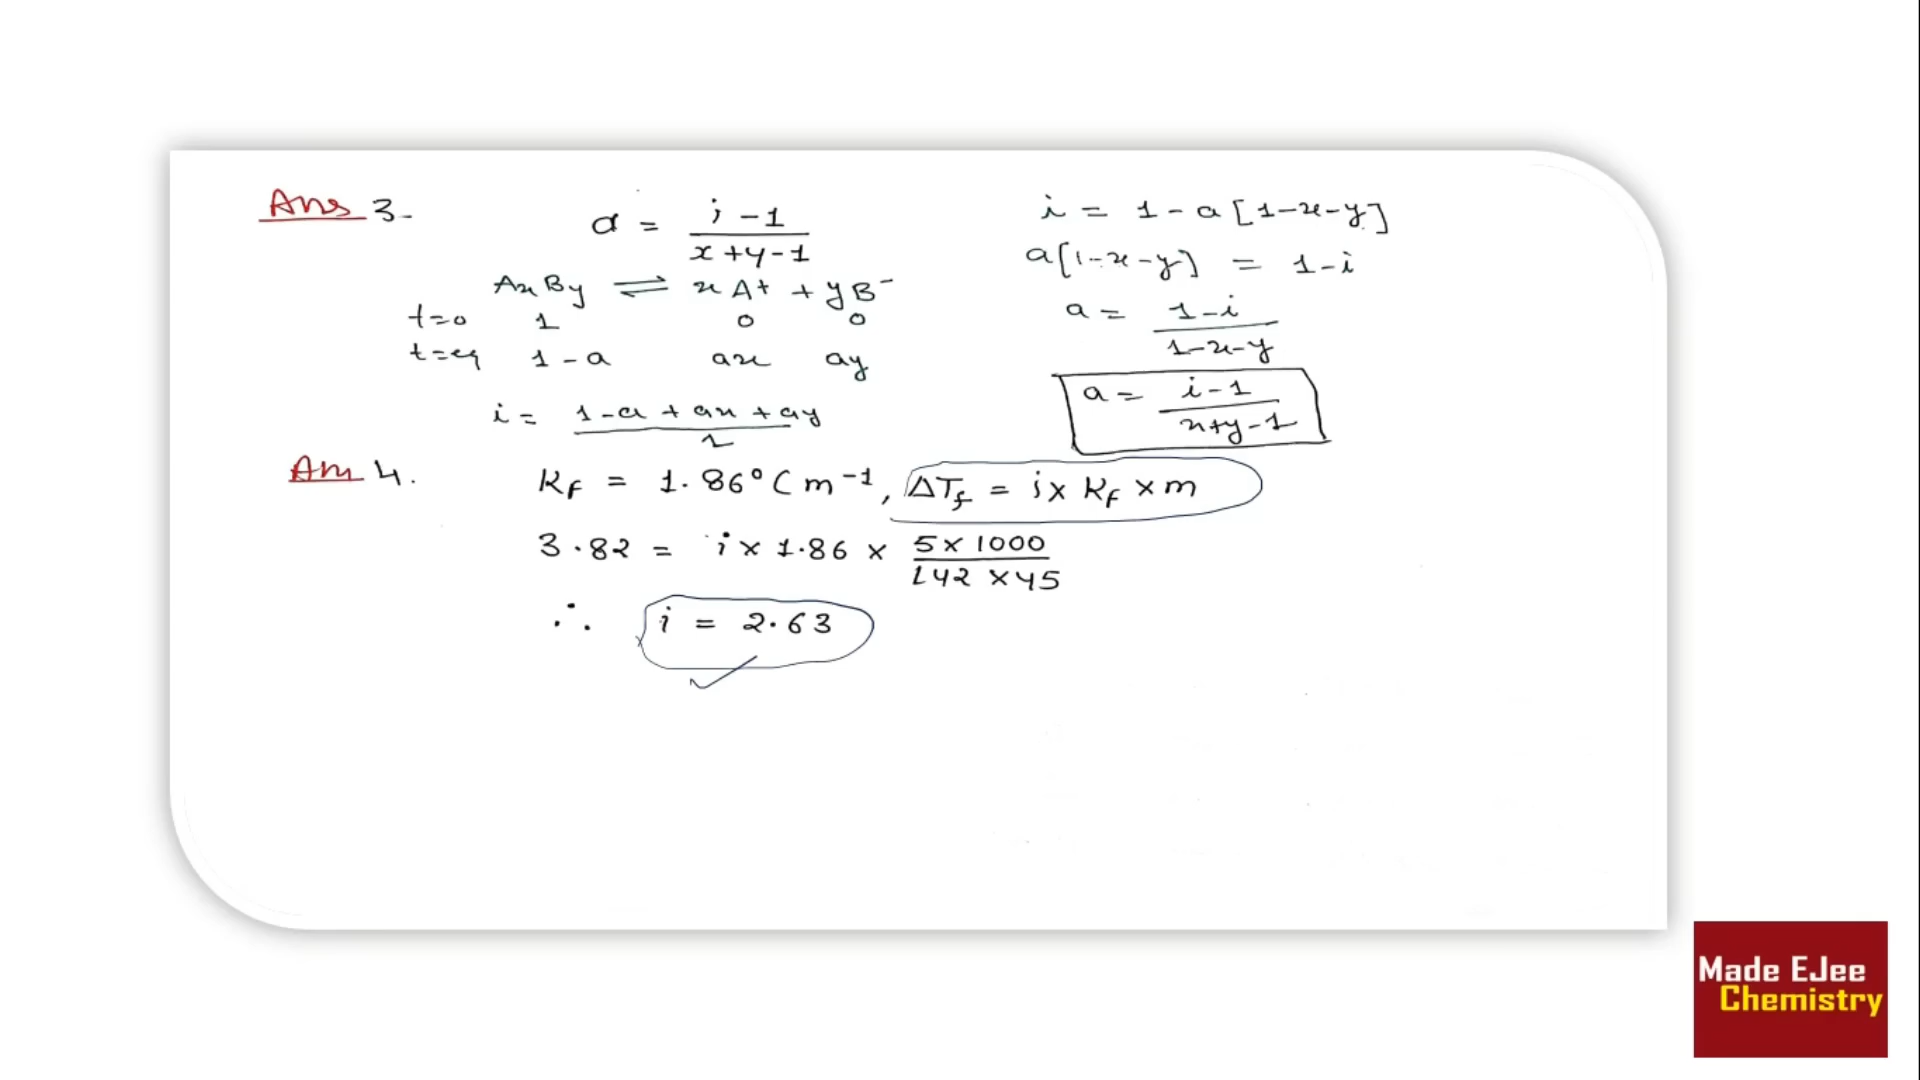 Ans 3.
a = i - 1 / x + y - 1
AxBy ⇌ xA+ + yB-
t=0 1 0 0
t=eq 1 - a ax ay
i = 1 - a + ax + ay / 1
i = 1 - a [1 - x - y]
a[1 - x - y] = 1 - i
a = 1 - i / 1 - x - y
a = i - 1 / x + y - 1
Ans 4.
KF = 1.86°C m-1, ΔTf = i x KF x m
3.82 = i x 1.86 x 5 x 1000 / 142 x 45
∴ i = 2.63
Made EJee
Chemistry